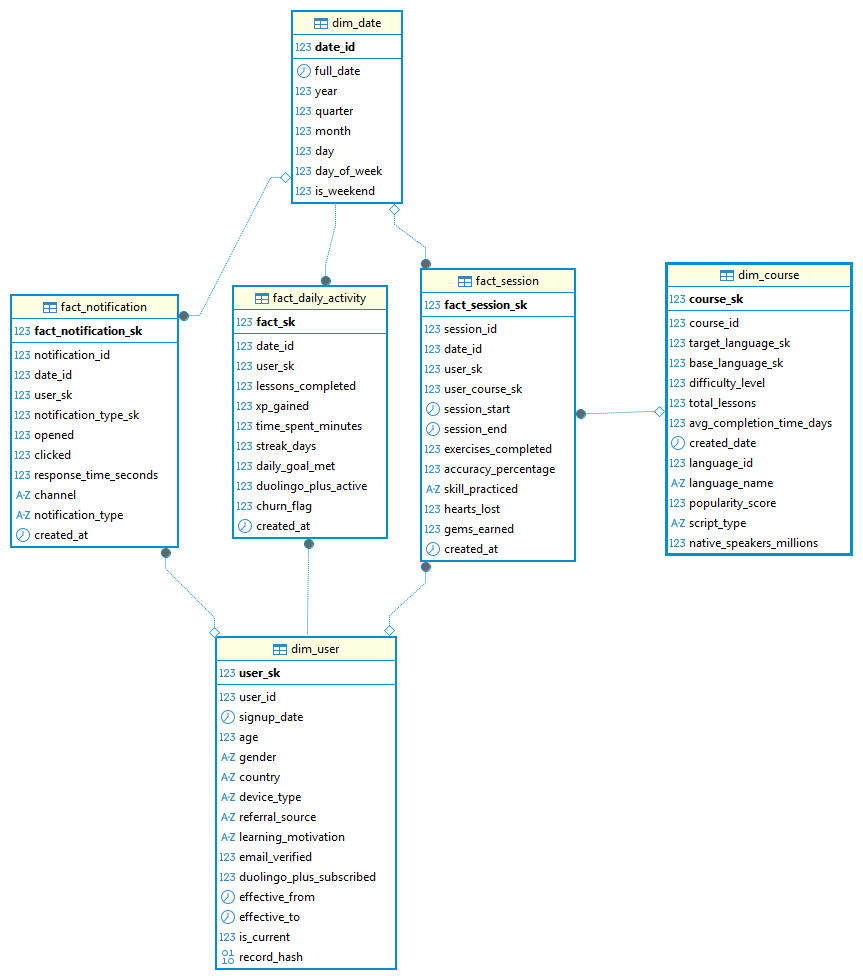 dim_date
123 date_id
full_date
123 year
123 quarter
123 month
123 day
123 day_of_week
123 is_weekend
fact_notification
123 fact_notification_sk
123 notification_id
123 date_id
123 user_sk
123 notification_type_sk
123 opened
123 clicked
123 response_time_seconds
A-Z channel
A-Z notification_type
created_at
fact_daily_activity
123 fact_sk
123 date_id
123 user_sk
123 lessons_completed
123 xp_gained
123 time_spent_minutes
123 streak_days
123 daily_goal_met
123 duolingo_plus_active
123 churn_flag
created_at
fact_session
123 fact_session_sk
123 session_id
123 date_id
123 user_sk
123 user_course_sk
session_start
session_end
123 exercises_completed
123 accuracy_percentage
A-Z skill_practiced
123 hearts_lost
123 gems_earned
created_at
dim_course
123 course_sk
123 course_id
123 target_language_sk
123 base_language_sk
123 difficulty_level
123 total_lessons
123 avg_completion_time_days
created_date
123 language_id
A-Z language_name
123 popularity_score
A-Z script_type
123 native_speakers_millions
dim_user
123 user_sk
123 user_id
signup_date
123 age
A-Z gender
A-Z country
A-Z device_type
A-Z referral_source
A-Z learning_motivation
123 email_verified
123 duolingo_plus_subscribed
effective_from
effective_to
123 is_current
01 10 record_hash